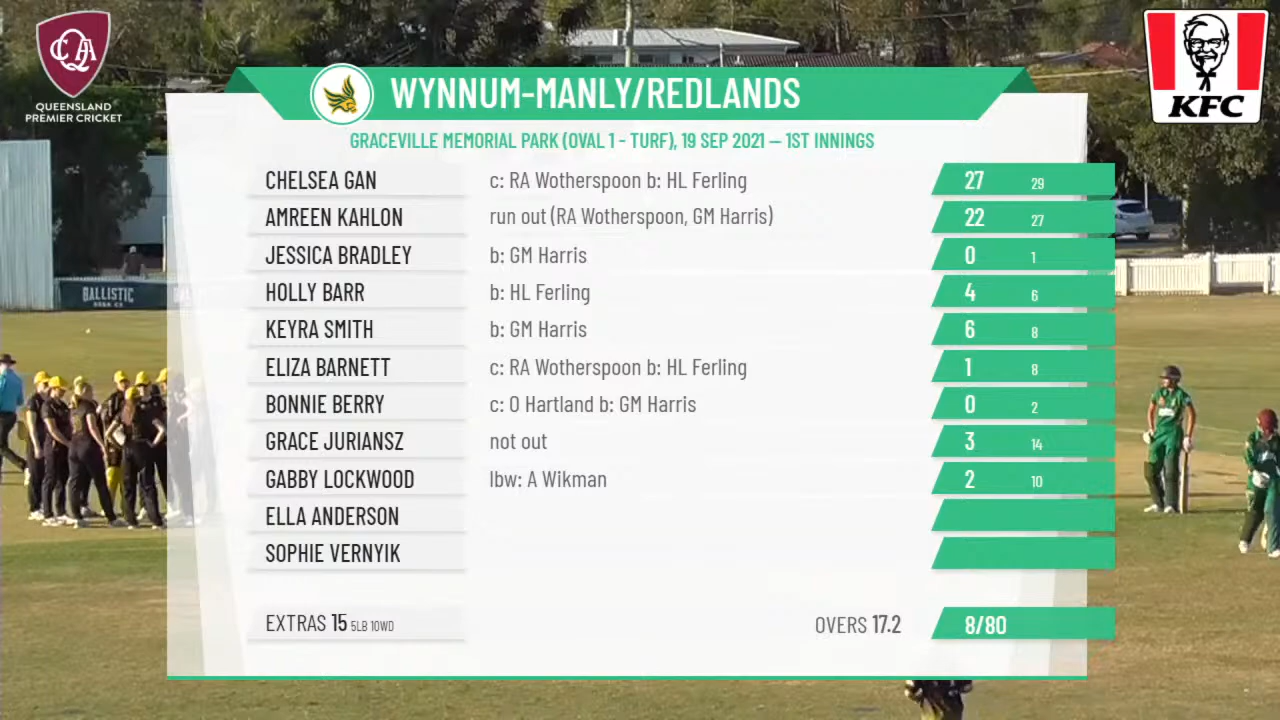 CQA
QUEENSLAND
PREMIER CRICKET
KFC
WYNNUM-MANLY/REDLANDS
GRACEVILLE MEMORIAL PARK (OVAL 1 - TURF), 19 SEP 2021 – 1ST INNINGS
CHELSEA GAN c: RA Wotherspoon b: HL Ferling 27 29
AMREEN KAHLON run out (RA Wotherspoon, GM Harris) 22 27
JESSICA BRADLEY b: GM Harris 0 1
HOLLY BARR b: HL Ferling 4 6
KEYRA SMITH b: GM Harris 6 8
ELIZA BARNETT c: RA Wotherspoon b: HL Ferling 1 8
BONNIE BERRY c: O Hartland b: GM Harris 0 2
GRACE JURIANSZ not out 3 14
GABBY LOCKWOOD lbw: A Wikman 2 10
ELLA ANDERSON
SOPHIE VERNYIK
EXTRAS 15 5LB 10WD OVERS 17.2 8/80
BALLISTIC